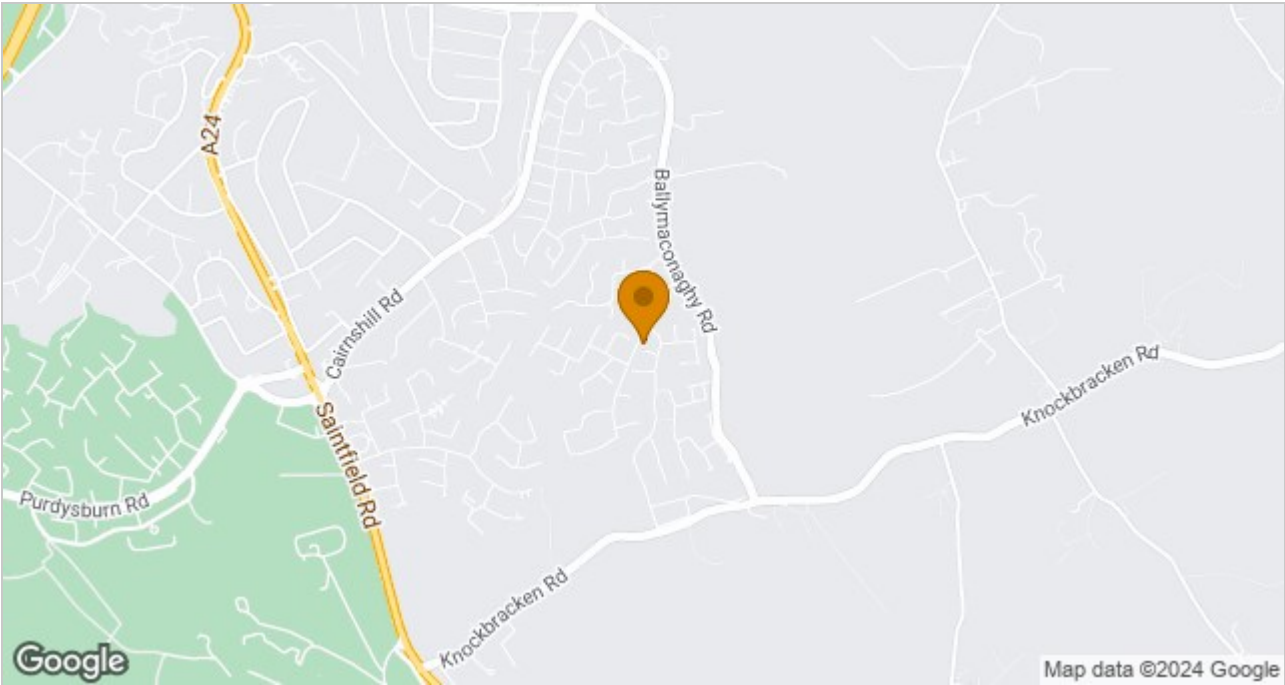 A24
Ballymaconaghy Rd
Cairnshill Rd
Knockbracken Rd
Saintfield Rd
Purdysburn Rd
Knockbracken Rd
Google
Map data ©2024 Google